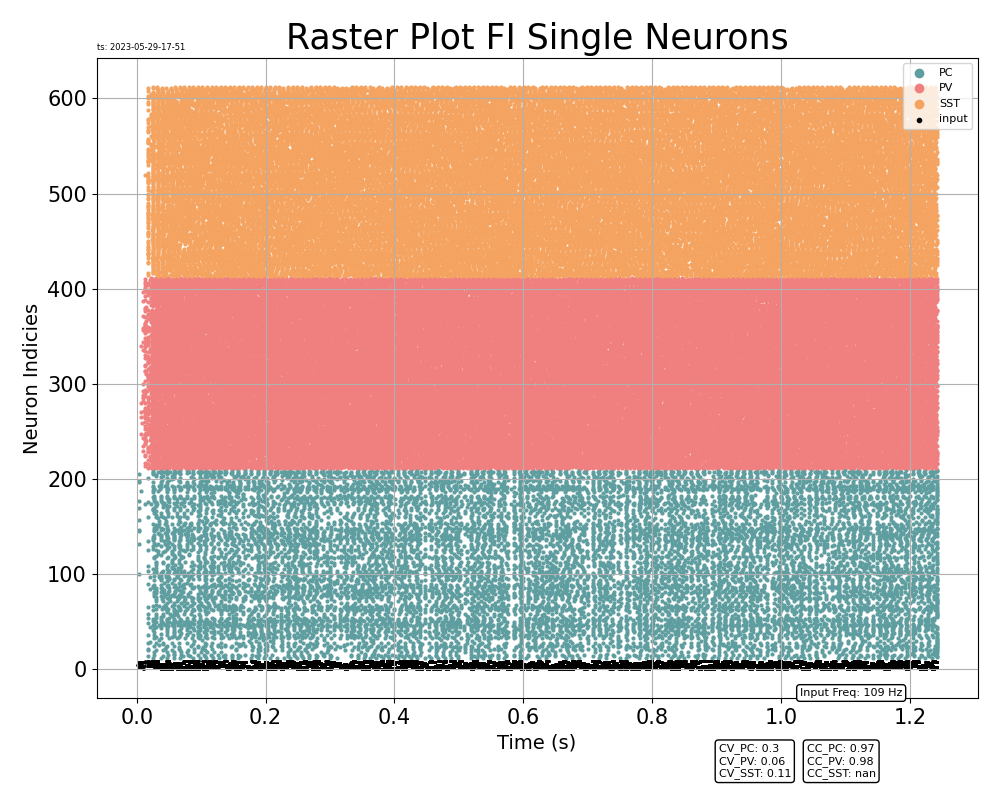 Raster Plot FI Single Neurons
ts: 2023-05-29-17-51
PC
PV
SST
input
600
500
400
300
200
100
0
Neuron Indicies
0.0 0.2 0.4 0.6 0.8 1.0 1.2
Time (s)
Input Freq: 109 Hz
CV_PC: 0.3
CV_PV: 0.06
CV_SST: 0.11
CC_PC: 0.97
CC_PV: 0.98
CC_SST: nan